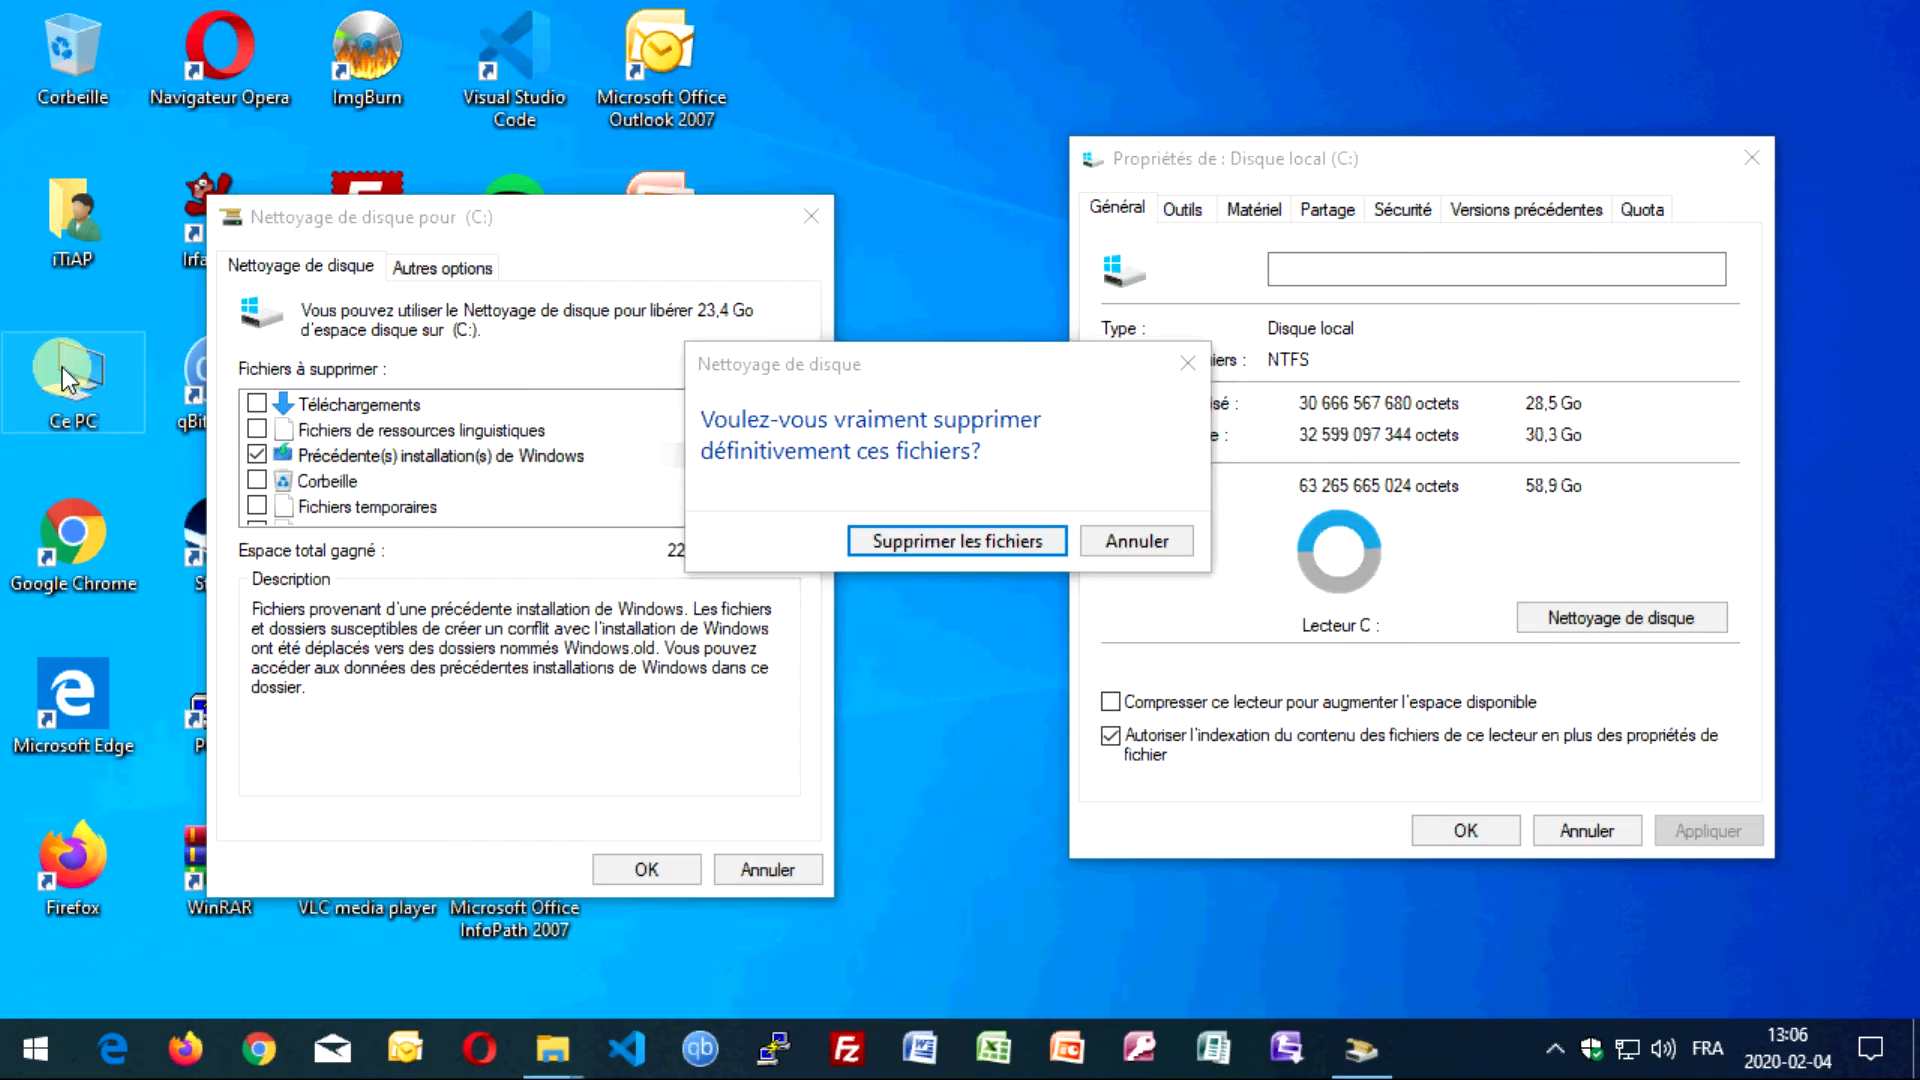 Corbeille
Navigateur Opera
ImgBurn
Visual Studio
Code
Microsoft Office
Outlook 2007
iTiAP
Ce PC
Google Chrome
Microsoft Edge
Firefox
WinRAR
VLC media player
Microsoft Office
InfoPath 2007
Nettoyage de disque pour (C:)
Nettoyage de disque
Autres options
Vous pouvez utiliser le Nettoyage de disque pour libérer 23,4 Go
d'espace disque sur (C:).
Fichiers à supprimer :
Téléchargements
Fichiers de ressources linguistiques
Précédente(s) installation(s) de Windows
Corbeille
Fichiers temporaires
Espace total gagné : 22
Description
Fichiers provenant d'une précédente installation de Windows. Les fichiers
et dossiers susceptibles de créer un conflit avec l'installation de Windows
ont été déplacés vers des dossiers nommés Windows.old. Vous pouvez
accéder aux données des précédentes installations de Windows dans ce
dossier.
OK
Annuler
Nettoyage de disque
Voulez-vous vraiment supprimer
définitivement ces fichiers?
Supprimer les fichiers
Annuler
Propriétés de : Disque local (C:)
Général
Outils
Matériel
Partage
Sécurité
Versions précédentes
Quota
Type : Disque local
iers : NTFS
sé : 30 666 567 680 octets 28,5 Go
e : 32 599 097 344 octets 30,3 Go
63 265 665 024 octets 58,9 Go
Lecteur C :
Nettoyage de disque
Compresser ce lecteur pour augmenter l'espace disponible
Autoriser l'indexation du contenu des fichiers de ce lecteur en plus des propriétés de
fichier
OK
Annuler
Appliquer
FRA
13:06
2020-02-04